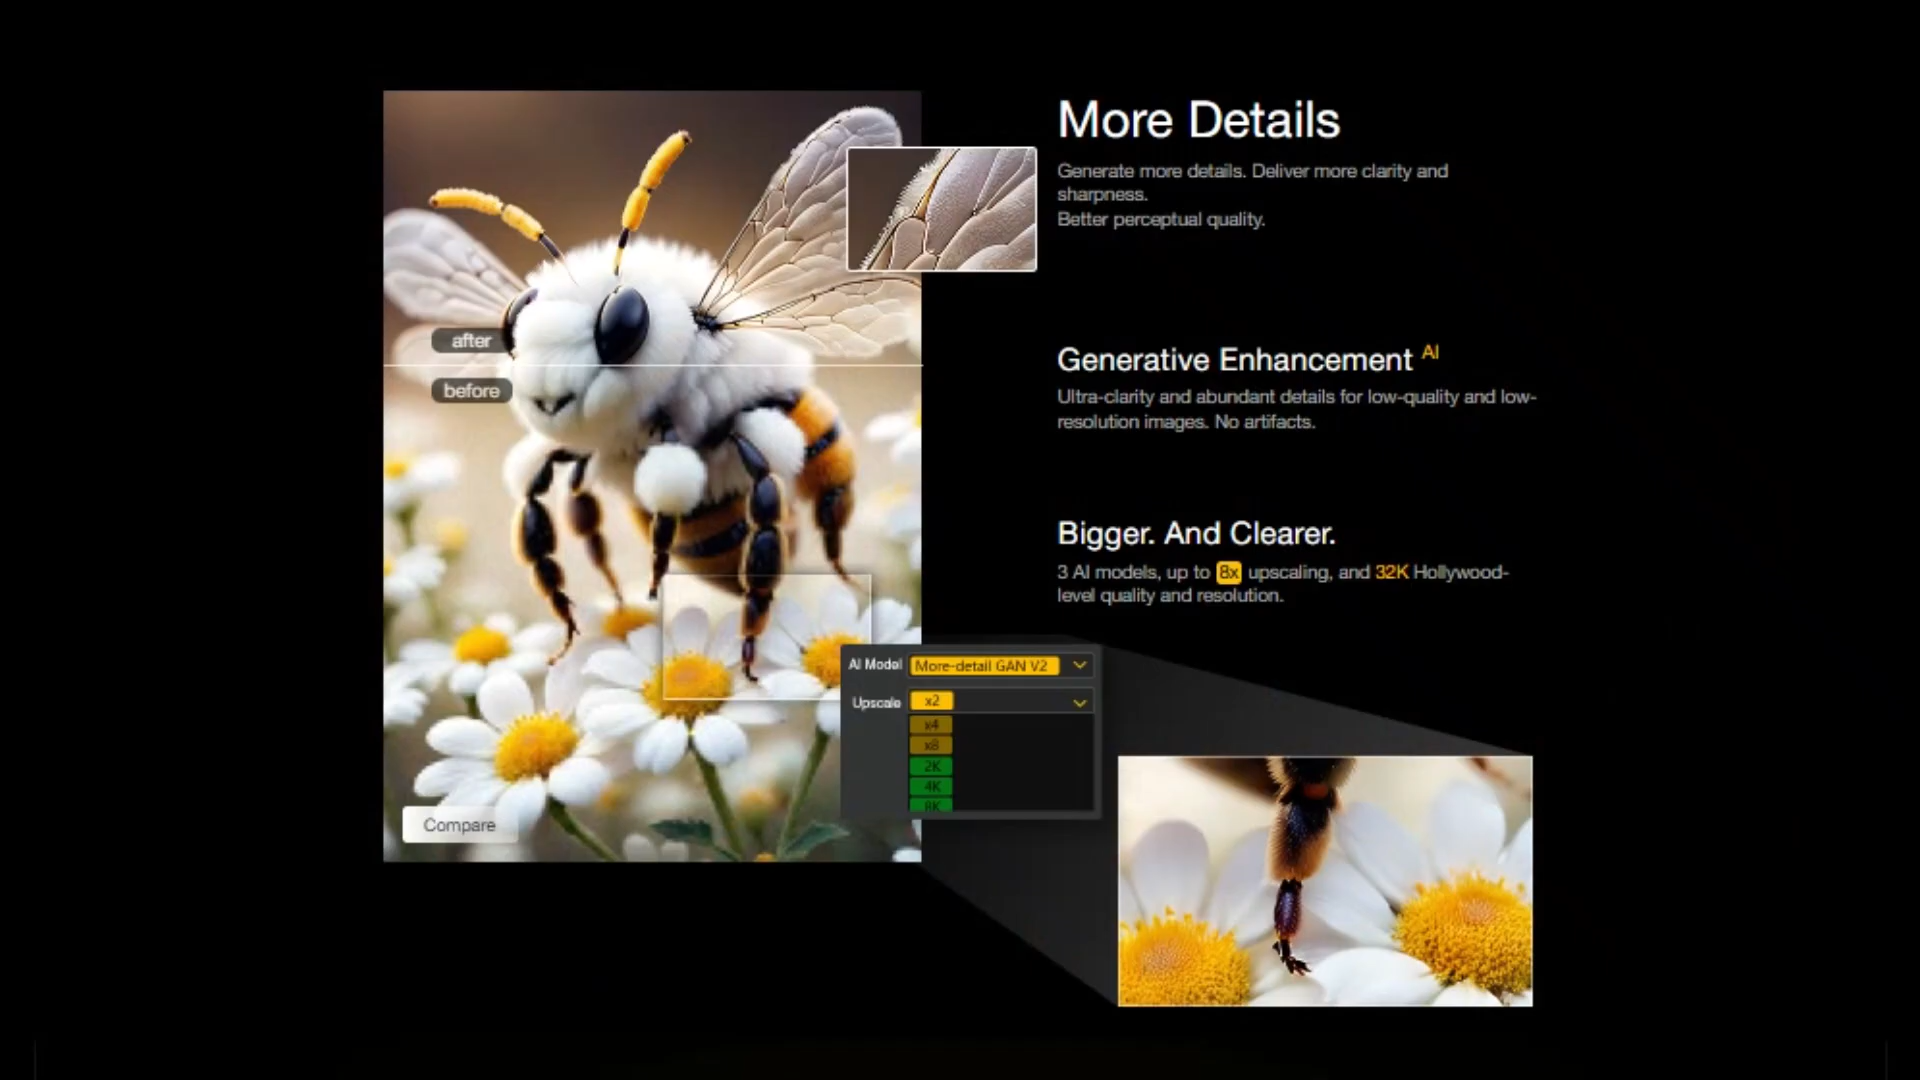 More Details
Generate more details. Deliver more clarity and
sharpness.
Better perceptual quality.
after
before
Generative Enhancement AI
Ultra-clarity and abundant details for low-quality and low-
resolution images. No artifacts.
Bigger. And Clearer.
3 AI models, up to 8x upscaling, and 32K Hollywood-
level quality and resolution.
AI Model More-detail GAN V2
Upscale x2
x4
x8
2K
4K
8K
Compare